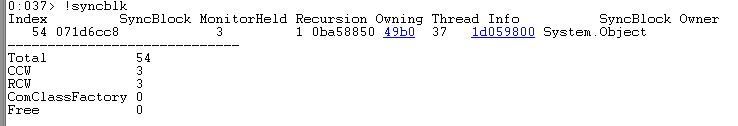 0:037> !syncblk
Index         SyncBlock MonitorHeld Recursion Owning Thread Info          SyncBlock Owner
   54 071d6cc8            3         1 0ba58850 49b0  37   1d059800 System.Object
-----------------------------
Total           54
CCW             3
RCW             3
ComClassFactory 0
Free            0